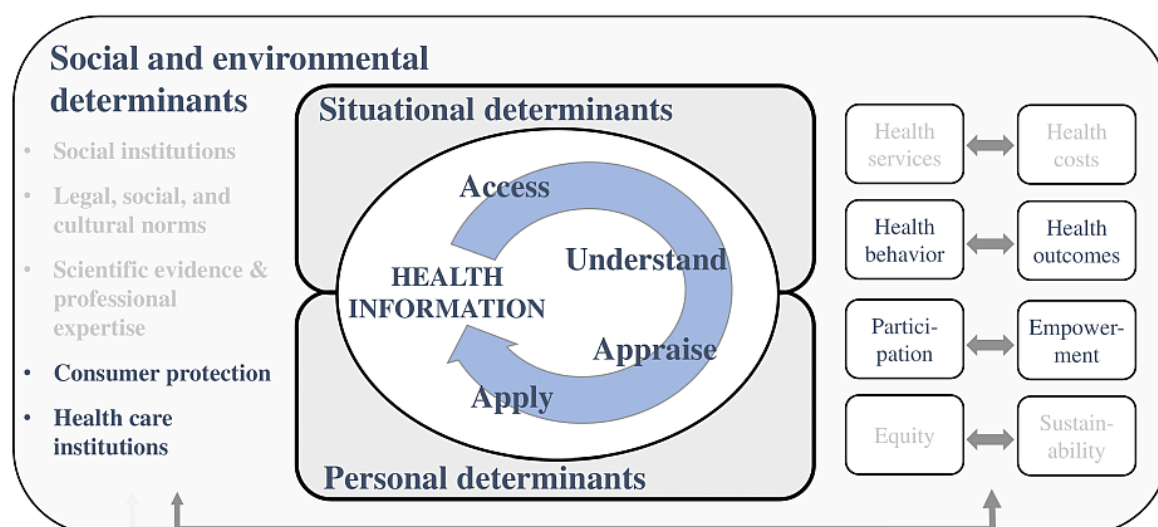 Social and environmental
determinants
• Social institutions
• Legal, social, and
cultural norms
• Scientific evidence &
professional
expertise
• Consumer protection
• Health care
institutions
Situational determinants
Access
Understand
HEALTH
INFORMATION
Appraise
Apply
Personal determinants
Health
services
Health
costs
Health
behavior
Health
outcomes
Partici-
pation
Empower-
ment
Equity
Sustain-
ability